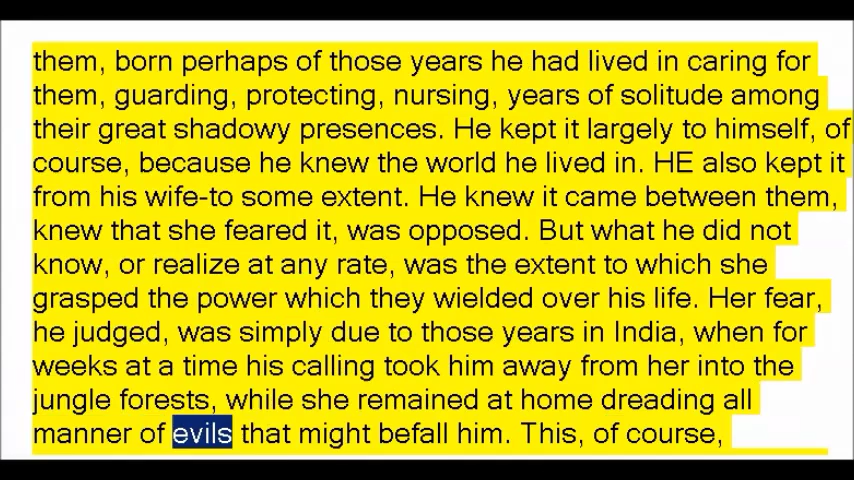 them, born perhaps of those years he had lived in caring for
them, guarding, protecting, nursing, years of solitude among
their great shadowy presences. He kept it largely to himself, of
course, because he knew the world he lived in. HE also kept it
from his wife-to some extent. He knew it came between them,
knew that she feared it, was opposed. But what he did not
know, or realize at any rate, was the extent to which she
grasped the power which they wielded over his life. Her fear,
he judged, was simply due to those years in India, when for
weeks at a time his calling took him away from her into the
jungle forests, while she remained at home dreading all
manner of evils that might befall him. This, of course,